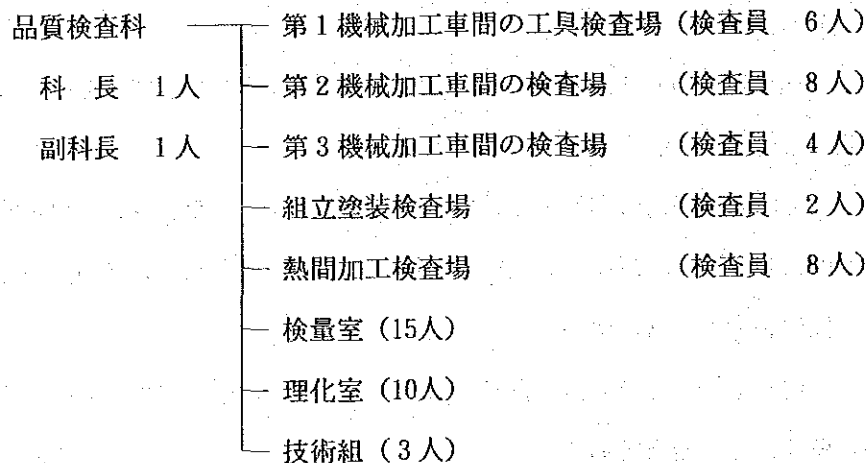 品質検査科 第1機械加工車間の工具検査場(検査員 6人)
科 長 1人 第2機械加工車間の検査場 (検査員 8人)
副科長 1人 第3機械加工車間の検査場 (検査員 4人)
組立塗装検査場 (検査員 2人)
熱間加工検査場 (検査員 8人)
検量室(15人)
理化室(10人)
技術組(3人)